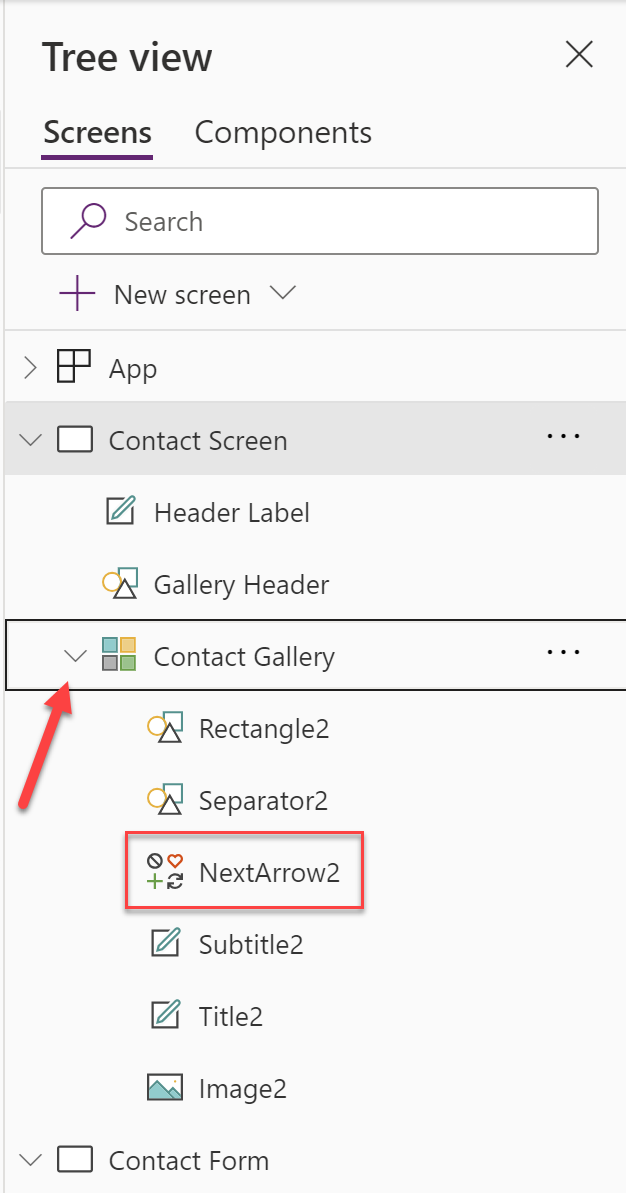 Tree view
Screens Components
Search
New screen
App
Contact Screen
Header Label
Gallery Header
Contact Gallery
Rectangle2
Separator2
NextArrow2
Subtitle2
Title2
Image2
Contact Form